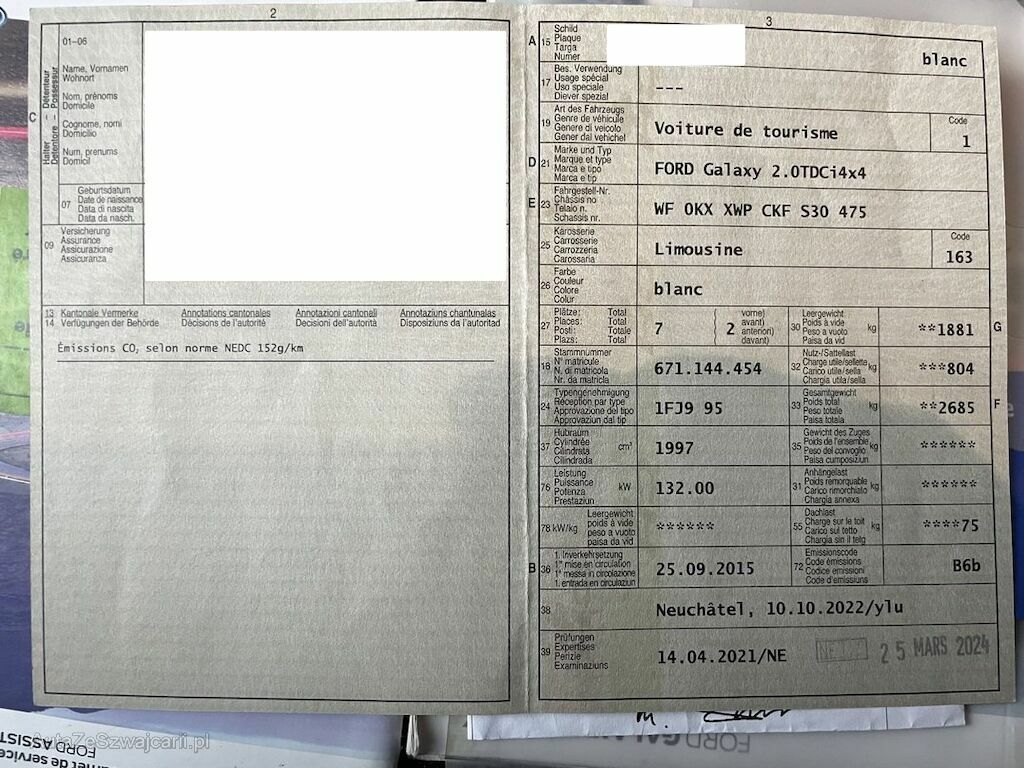 2
01–06
Halter – Détenteur
Detentore – Possessur
Name, Vornamen
Wohnort
Nom, prénoms
Domicile
C
Cognome, nomi
Domicilio
Num, prenums
Domicil
07
Geburtsdatum
Date de naissance
Data di nascita
Data da nasch.
09
Versicherung
Assurance
Assicurazione
Assicuranza
13 Kantonale Vermerke Annotations cantonales Annotazioni cantonali Annotaziuns chantunalas
14 Verfügungen der Behörde Décisions de l'autorité Decisioni dell'autorità Disposiziuns da l'autoritad
Émissions CO₂ selon norme NEDC 152g/km
3
A 15
Schild
Plaque
Targa
Numer
blanc
17
Bes. Verwendung
Usage spécial
Uso speciale
Diever spezial
---
19
Art des Fahrzeugs
Genre de véhicule
Genere di veicolo
Gener dal vehichel
Voiture de tourisme
Code
1
D 21
Marke und Typ
Marque et type
Marca e tipo
Marca e tip
FORD Galaxy 2.0TDCi4x4
E 23
Fahrgestell-Nr.
Châssis no
Telaio n.
Schassis nr.
WF 0KX XWP CKF S30 475
25
Karosserie
Carrosserie
Carrozzeria
Carossaria
Limousine
Code
163
26
Farbe
Couleur
Colore
Colur
blanc
27
Plätze: Total
Places: Total
Posti: Totale
Plazs: Total
7
2
vorne)
avant)
anteriori)
davant)
30
Leergewicht
Poids à vide
Peso a vuoto
Paisa da vid
kg
**1881
G
18
Stammnummer
N° matricule
N. di matricola
Nr. da matricla
671.144.454
32
Nutz-/Sattellast
Charge utile/sellette
Carico utile/sella
Chargia utila/sella
kg
***804
24
Typengenehmigung
Réception par type
Approvazione del tipo
Approvaziun dal tip
1FJ9 95
33
Gesamtgewicht
Poids total
Peso totale
Paisa totala
kg
**2685
F
37
Hubraum
Cylindrée
Cilindrata
Cilindrada
cm³
1997
35
Gewicht des Zuges
Poids de l'ensemble
Peso del convoglio
Paisa cumposiziun
kg
******
76
Leistung
Puissance
Potenza
Prestaziun
kW
132.00
31
Anhängelast
Poids remorquable
Carico rimorchiato
Chargia annexa
kg
******
78 kW/kg
Leergewicht
poids à vide
peso a vuoto
paisa da vid
******
55
Dachlast
Charge sur le toit
Carico sul tetto
Chargia sin il tetg
kg
****75
B 36
1. Inverkehrsetzung
1re mise en circulation
1a messa in circolazione
1. entrada en circulaziun
25.09.2015
72
Emissionscode
Code émissions
Codice emissioni
Code d'emissiuns
B6b
38
Neuchâtel, 10.10.2022/ylu
39
Prüfungen
Expertises
Perizie
Examinaziuns
14.04.2021/NE
25 MARS 2024
AutaZeSzwajcarii.pl
FORD ASSIST
net de service
FORD GALA